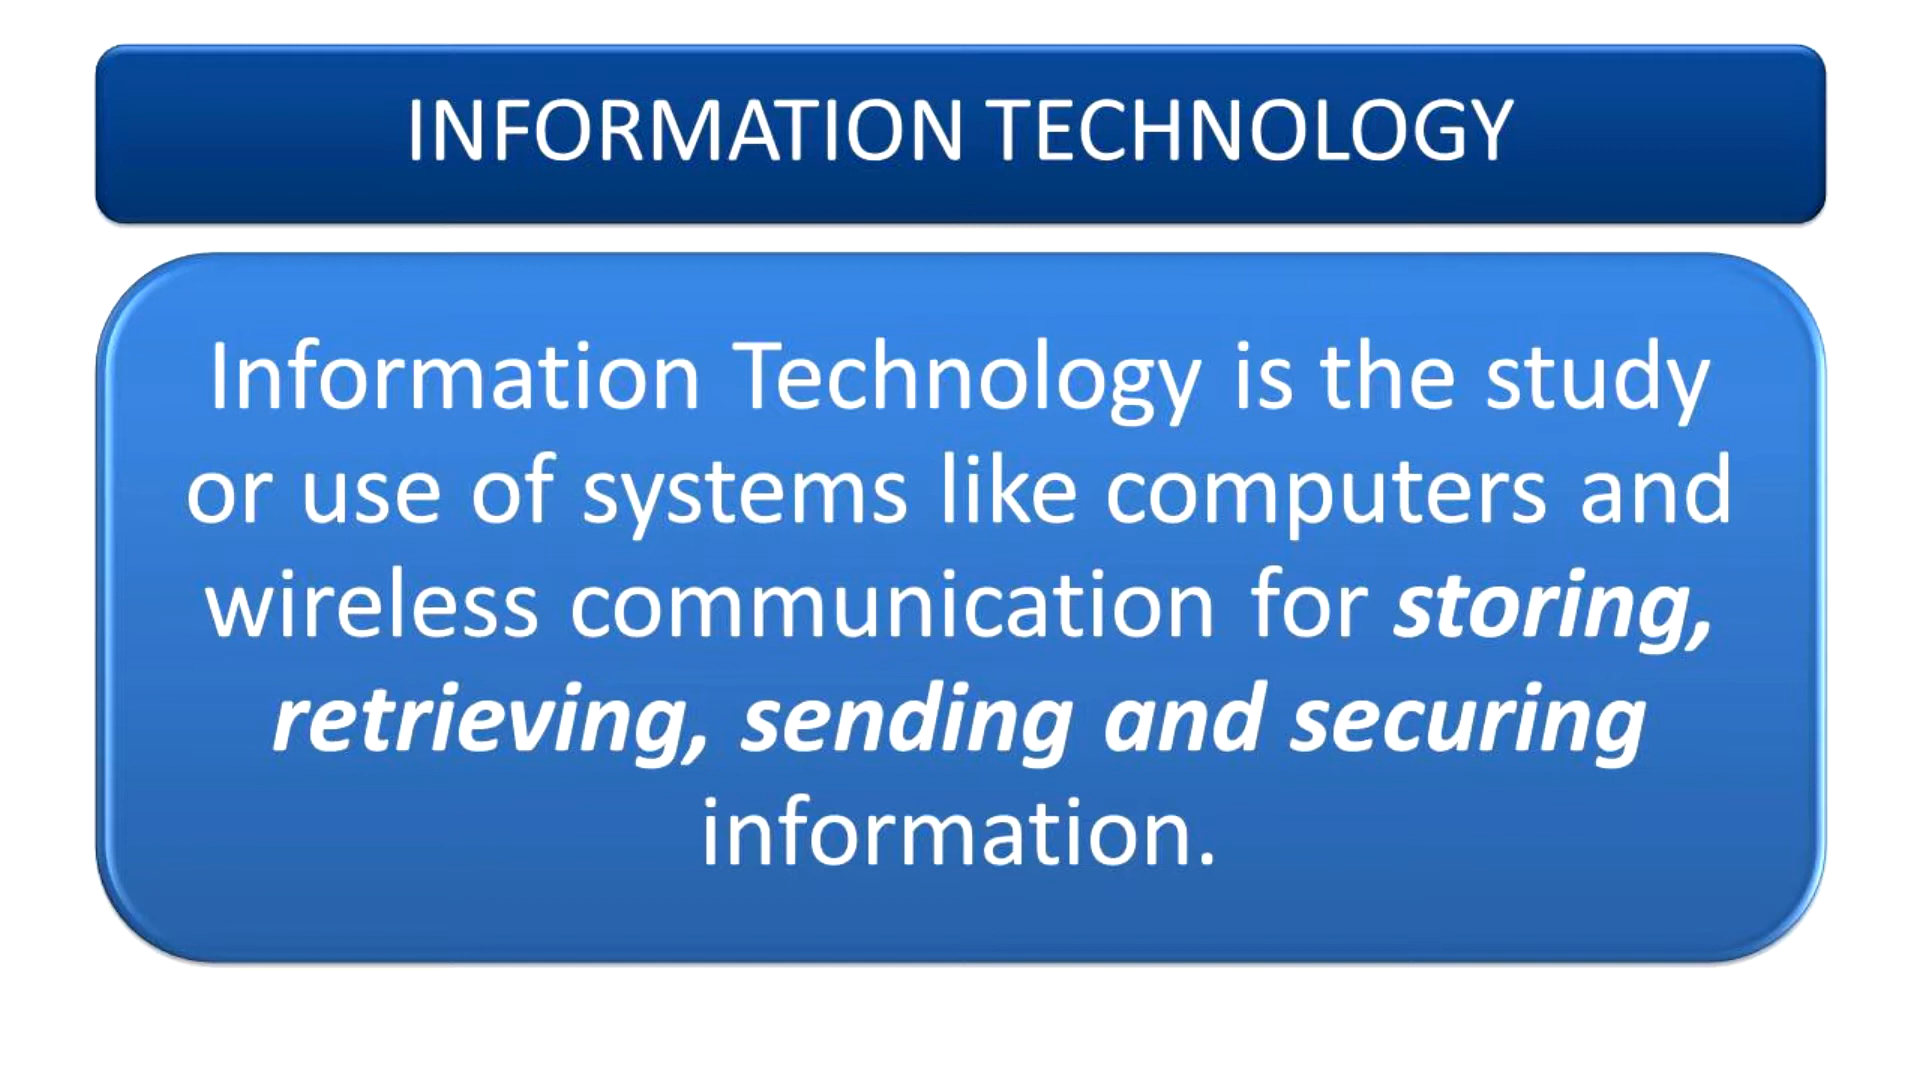 INFORMATION TECHNOLOGY
Information Technology is the study
or use of systems like computers and
wireless communication for storing,
retrieving, sending and securing
information.